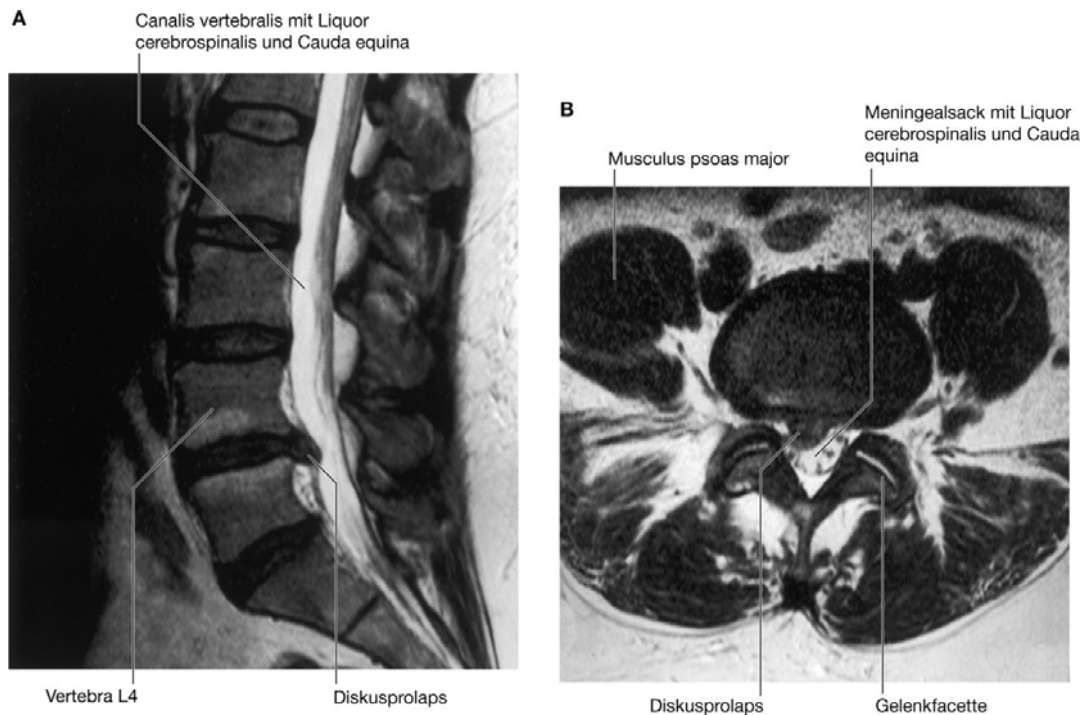 A
Canalis vertebralis mit Liquor
cerebrospinalis und Cauda equina
Vertebra L4
Diskusprolaps
B
Meningealsack mit Liquor
cerebrospinalis und Cauda
equina
Musculus psoas major
Diskusprolaps
Gelenkfacette